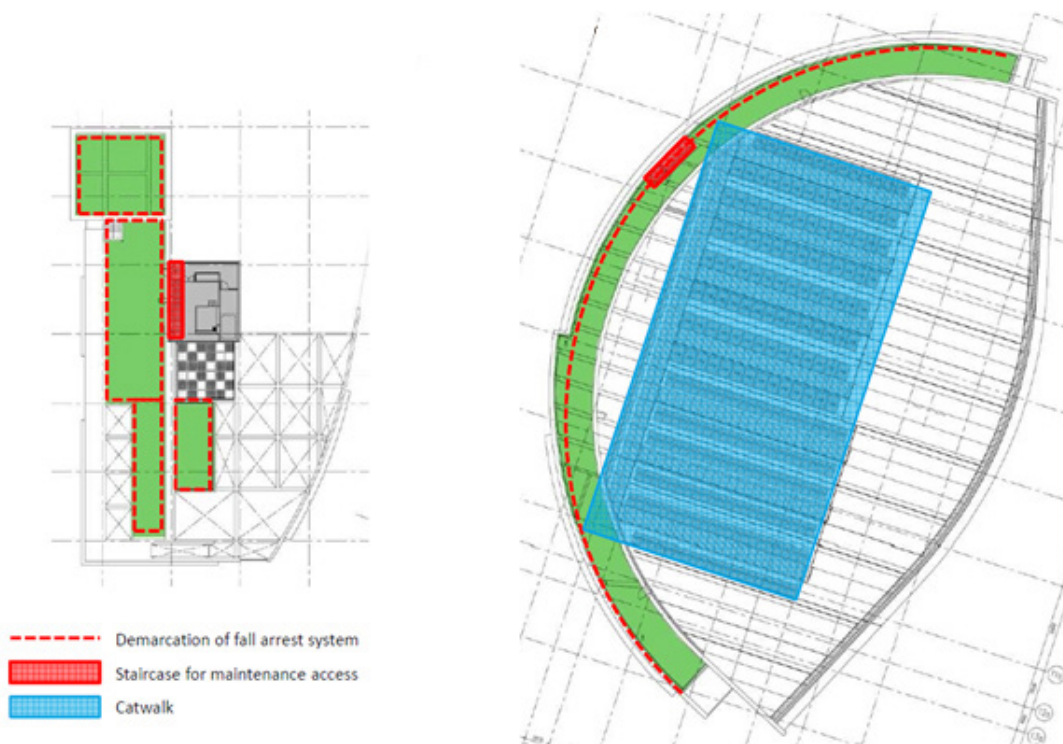 Demarcation of fall arrest system
Staircase for maintenance access
Catwalk